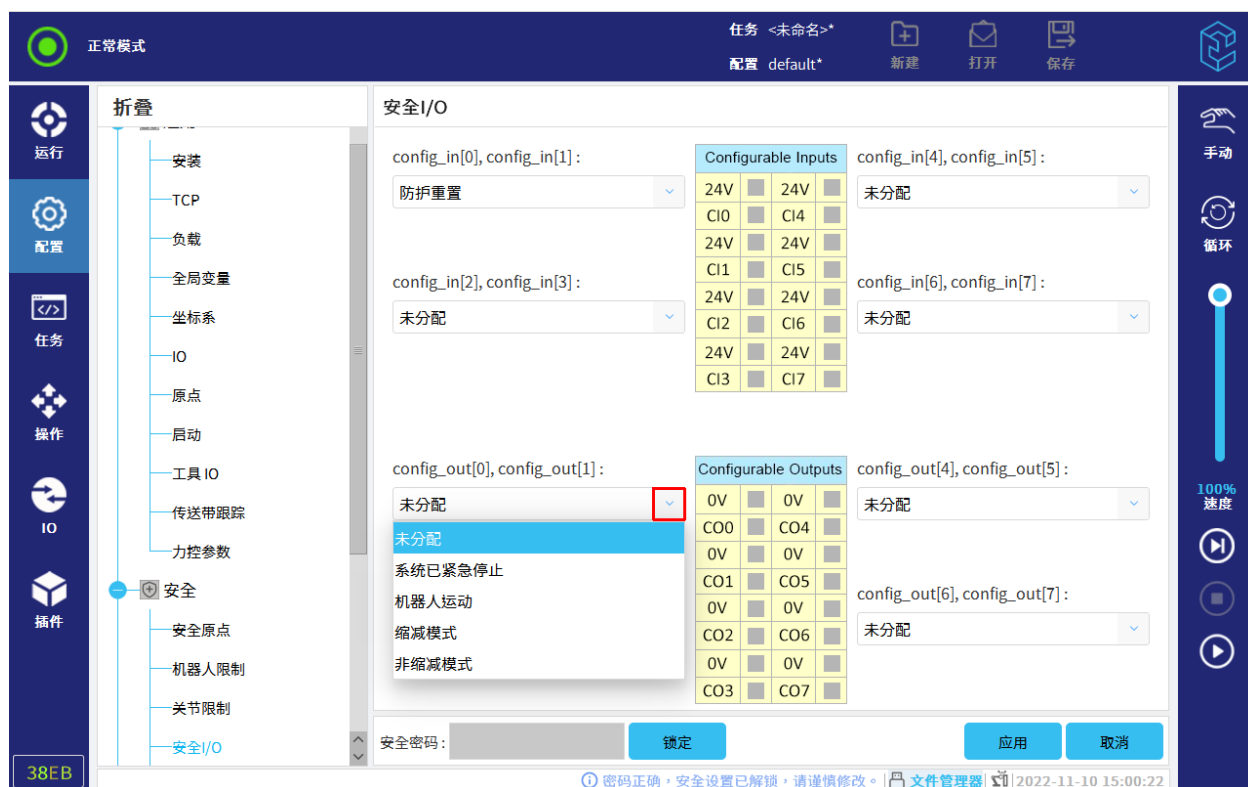 正常模式
任务 <未命名>*
配置 default*
新建
打开
保存
运行
配置
任务
操作
IO
插件
38EB
折叠
安装
TCP
负载
全局变量
坐标系
IO
原点
启动
工具 IO
传送带跟踪
力控参数
安全
安全原点
机器人限制
关节限制
安全I/O
安全I/O
config_in[0], config_in[1] :
防护重置
config_in[2], config_in[3] :
未分配
Configurable Inputs
24V 24V
CI0 CI4
24V 24V
CI1 CI5
24V 24V
CI2 CI6
24V 24V
CI3 CI7
config_in[4], config_in[5] :
未分配
config_in[6], config_in[7] :
未分配
config_out[0], config_out[1] :
未分配
未分配
系统已紧急停止
机器人运动
缩减模式
非缩减模式
Configurable Outputs
0V 0V
CO0 CO4
0V 0V
CO1 CO5
0V 0V
CO2 CO6
0V 0V
CO3 CO7
config_out[4], config_out[5] :
未分配
config_out[6], config_out[7] :
未分配
安全密码 :
锁定
应用
取消
密码正确，安全设置已解锁，请谨慎修改。
文件管理器
2022-11-10 15:00:22
手动
循环
100%
速度